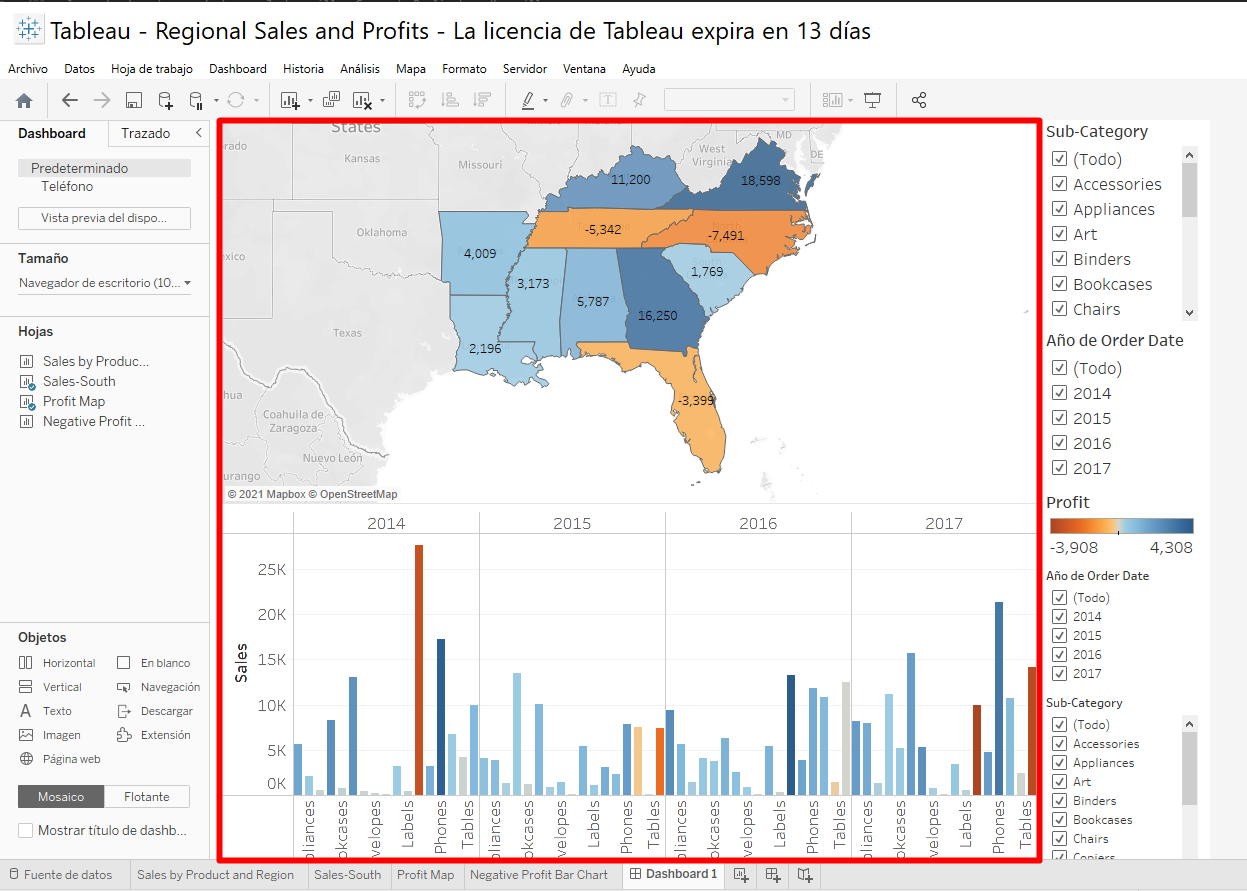 Tableau - Regional Sales and Profits - La licencia de Tableau expira en 13 días
Archivo Datos Hoja de trabajo Dashboard Historia Análisis Mapa Formato Servidor Ventana Ayuda
Dashboard Trazado
Predeterminado
Teléfono
Vista previa del dispo...
Tamaño
Navegador de escritorio (10...
Hojas
Sales by Produc...
Sales-South
Profit Map
Negative Profit ...
Objetos
Horizontal En blanco
Vertical Navegación
Texto Descargar
Imagen Extensión
Página web
Mosaico Flotante
Mostrar título de dashb...
States
MD
rado
Kansas
Missouri
West
Virginia
DE
11,200
18,598
Oklahoma
-5,342
-7,491
xico
4,009
1,769
3,173
5,787
16,250
Texas
2,196
hua
-3,399
Coahuila de
Zaragoza
Nuevo León
urango
© 2021 Mapbox © OpenStreetMap
2014 2015 2016 2017
25K
20K
15K
10K
5K
0K
Sales
pliances okcases velopes Labels Phones Tables pliances okcases velopes Labels Phones Tables pliances okcases velopes Labels Phones Tables pliances okcases velopes Labels Phones Tables
Sub-Category
(Todo)
Accessories
Appliances
Art
Binders
Bookcases
Chairs
Año de Order Date
(Todo)
2014
2015
2016
2017
Profit
-3,908 4,308
Año de Order Date
(Todo)
2014
2015
2016
2017
Sub-Category
(Todo)
Accessories
Appliances
Art
Binders
Bookcases
Chairs
Copiers
Fuente de datos Sales by Product and Region Sales-South Profit Map Negative Profit Bar Chart Dashboard 1